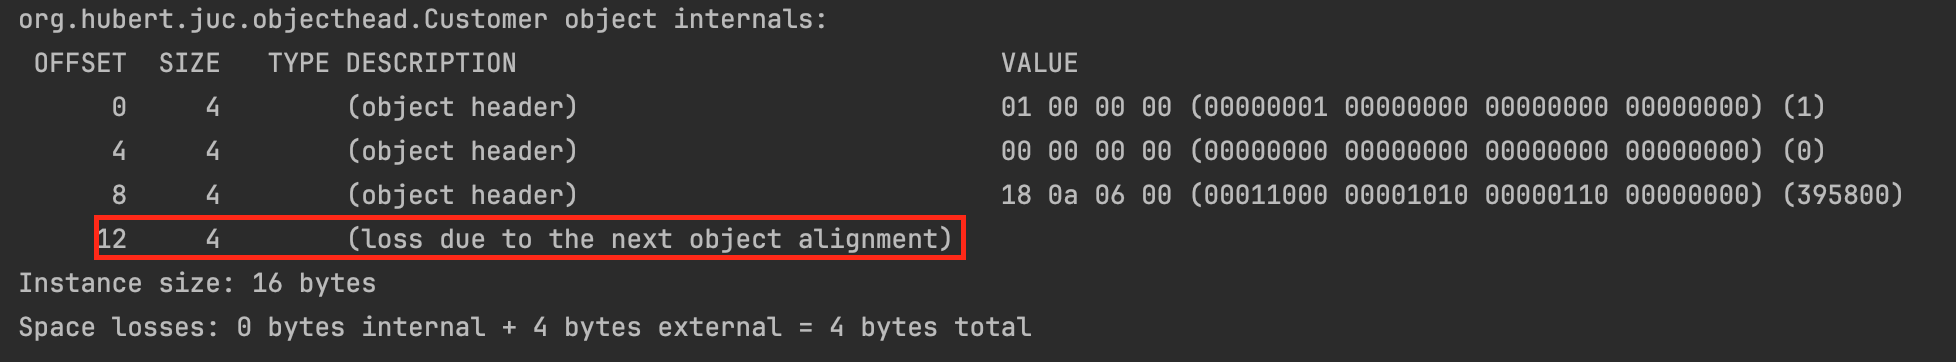 org.hubert.juc.objecthead.Customer object internals:
OFFSET  SIZE   TYPE DESCRIPTION                               VALUE
0     4        (object header)                           01 00 00 00 (00000001 00000000 00000000 00000000) (1)
4     4        (object header)                           00 00 00 00 (00000000 00000000 00000000 00000000) (0)
8     4        (object header)                           18 0a 06 00 (00011000 00001010 00000110 00000000) (395800)
12     4        (loss due to the next object alignment)
Instance size: 16 bytes
Space losses: 0 bytes internal + 4 bytes external = 4 bytes total